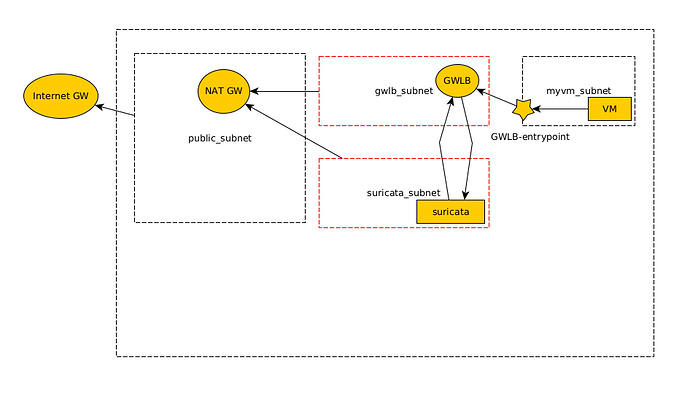 GWLB
NAT GW
gwlb_subnet
myvm_subnet
Internet GW
VM
public_subnet
GWLB-entrypoint
suricata_subnet
suricata